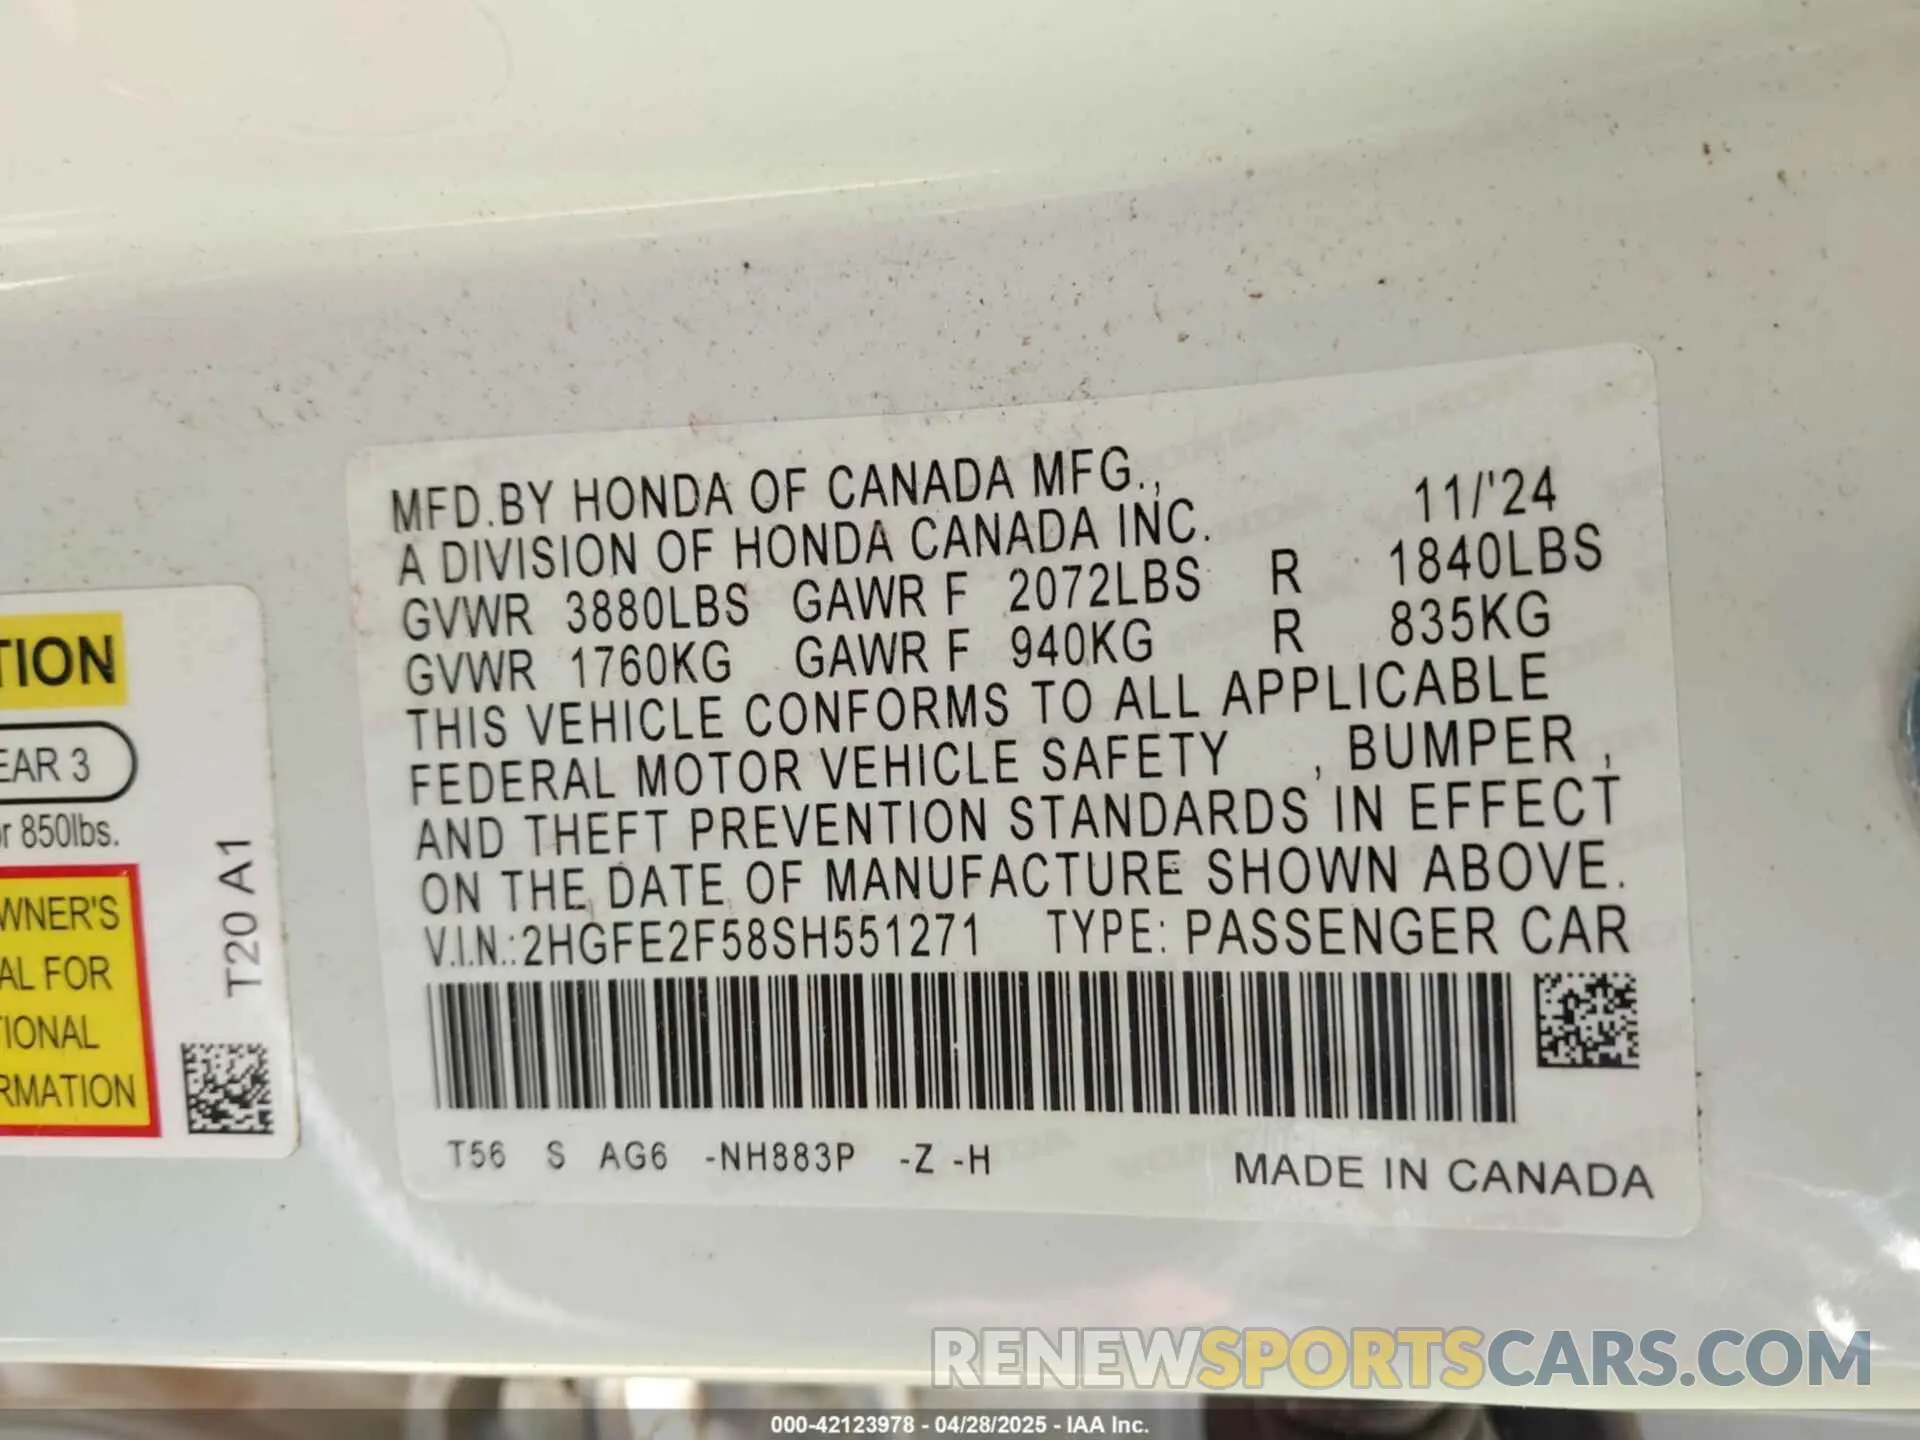 MFD.BY HONDA OF CANADA MFG.,
A DIVISION OF HONDA CANADA INC. 11/'24
GVWR 3880LBS GAWR F 2072LBS R 1840LBS
GVWR 1760KG GAWR F 940KG R 835KG
THIS VEHICLE CONFORMS TO ALL APPLICABLE
FEDERAL MOTOR VEHICLE SAFETY , BUMPER ,
AND THEFT PREVENTION STANDARDS IN EFFECT
ON THE DATE OF MANUFACTURE SHOWN ABOVE.
V.I.N.:2HGFE2F58SH551271 TYPE: PASSENGER CAR
T56 S AG6 -NH883P -Z -H
MADE IN CANADA
TION
EAR 3
r 850lbs.
WNER'S
AL FOR
TIONAL
RMATION
T20 A1
RENEWSPORTSCARS.COM
000-42123978 - 04/28/2025 - IAA Inc.